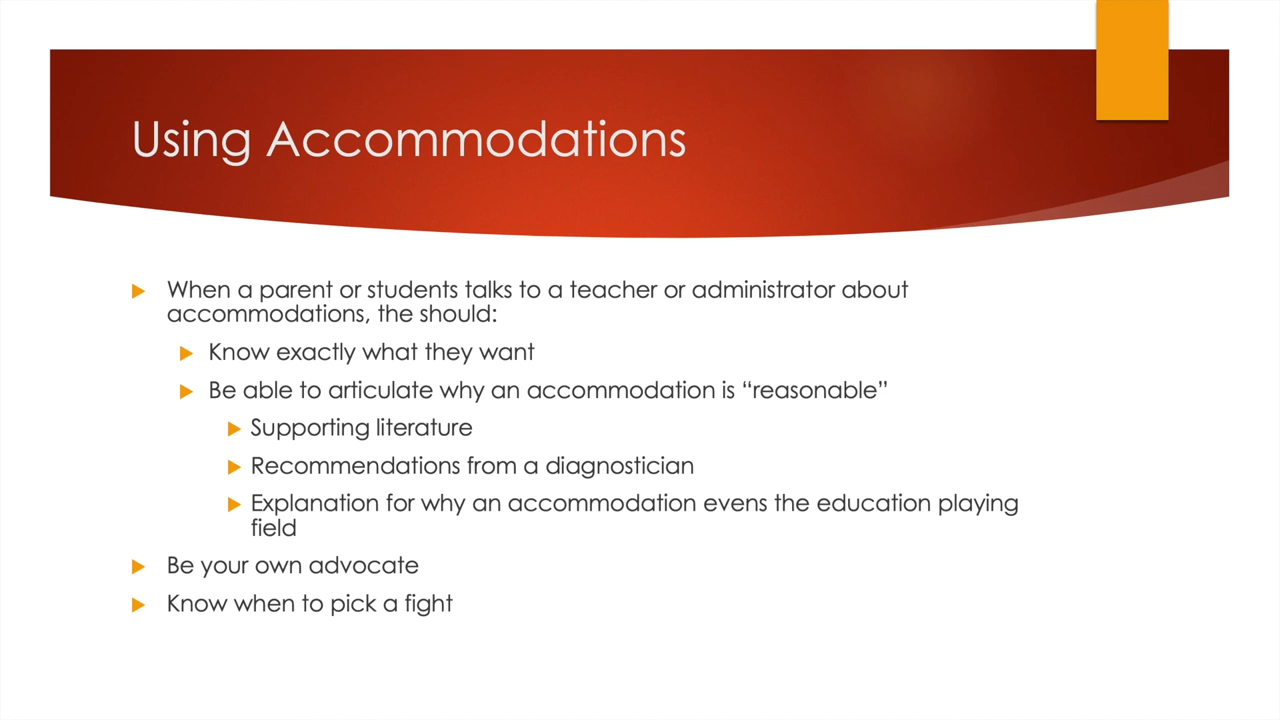 Using Accommodations
When a parent or students talks to a teacher or administrator about
accommodations, the should:
Know exactly what they want
Be able to articulate why an accommodation is “reasonable”
Supporting literature
Recommendations from a diagnostician
Explanation for why an accommodation evens the education playing
field
Be your own advocate
Know when to pick a fight